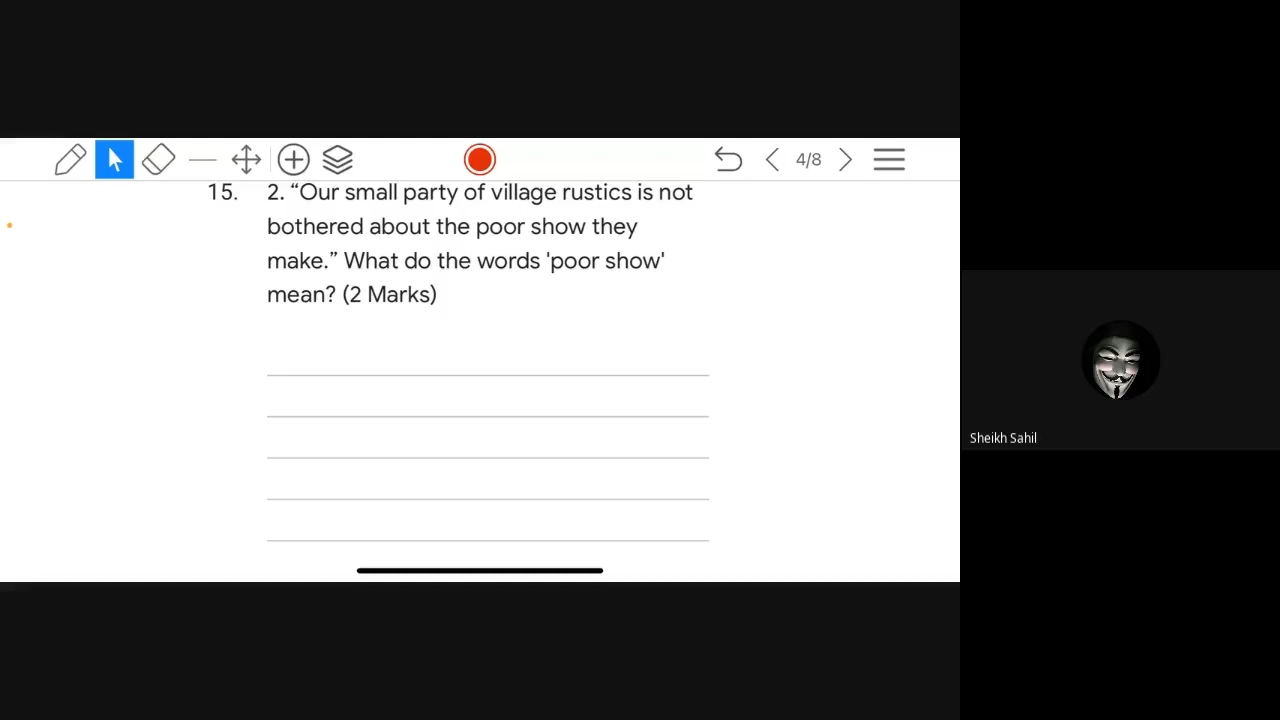 4/8
15. 2. “Our small party of village rustics is not
bothered about the poor show they
make.” What do the words 'poor show'
mean? (2 Marks)
Sheikh Sahil